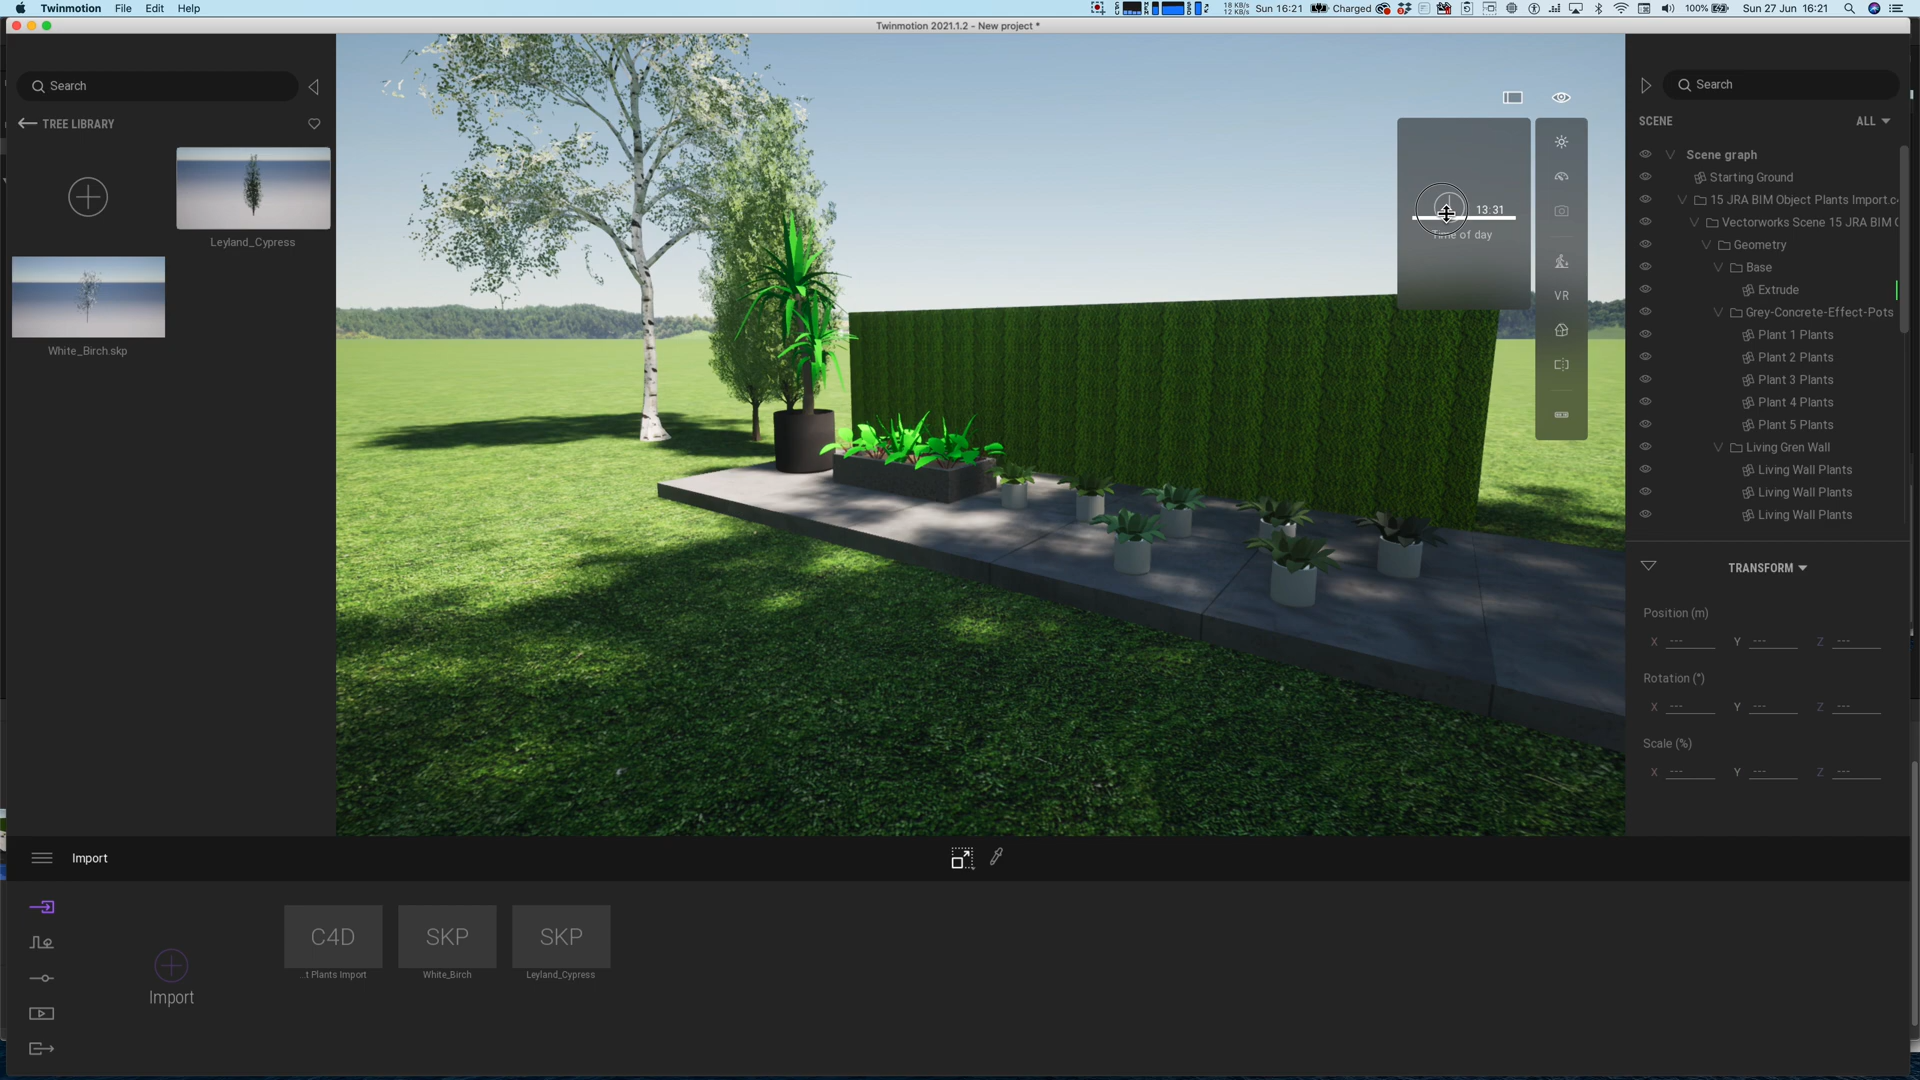 Twinmotion File Edit Help
18 KB/s
12 KB/s
Sun 16:21
Charged
100%
Sun 27 Jun 16:21
Twinmotion 2021.1.2 - New project *
Search
TREE LIBRARY
Leyland_Cypress
White_Birch.skp
13:31
Time of day
VR
Search
SCENE ALL
Scene graph
Starting Ground
15 JRA BIM Object Plants Import.c
Vectorworks Scene 15 JRA BIM
Geometry
Base
Extrude
Grey-Concrete-Effect-Pots
Plant 1 Plants
Plant 2 Plants
Plant 3 Plants
Plant 4 Plants
Plant 5 Plants
Living Gren Wall
Living Wall Plants
Living Wall Plants
Living Wall Plants
TRANSFORM
Position (m)
X --- Y --- Z ---
Rotation (°)
X --- Y --- Z ---
Scale (%)
X --- Y --- Z ---
Import
Import
C4D
...t Plants Import
SKP
White_Birch
SKP
Leyland_Cypress